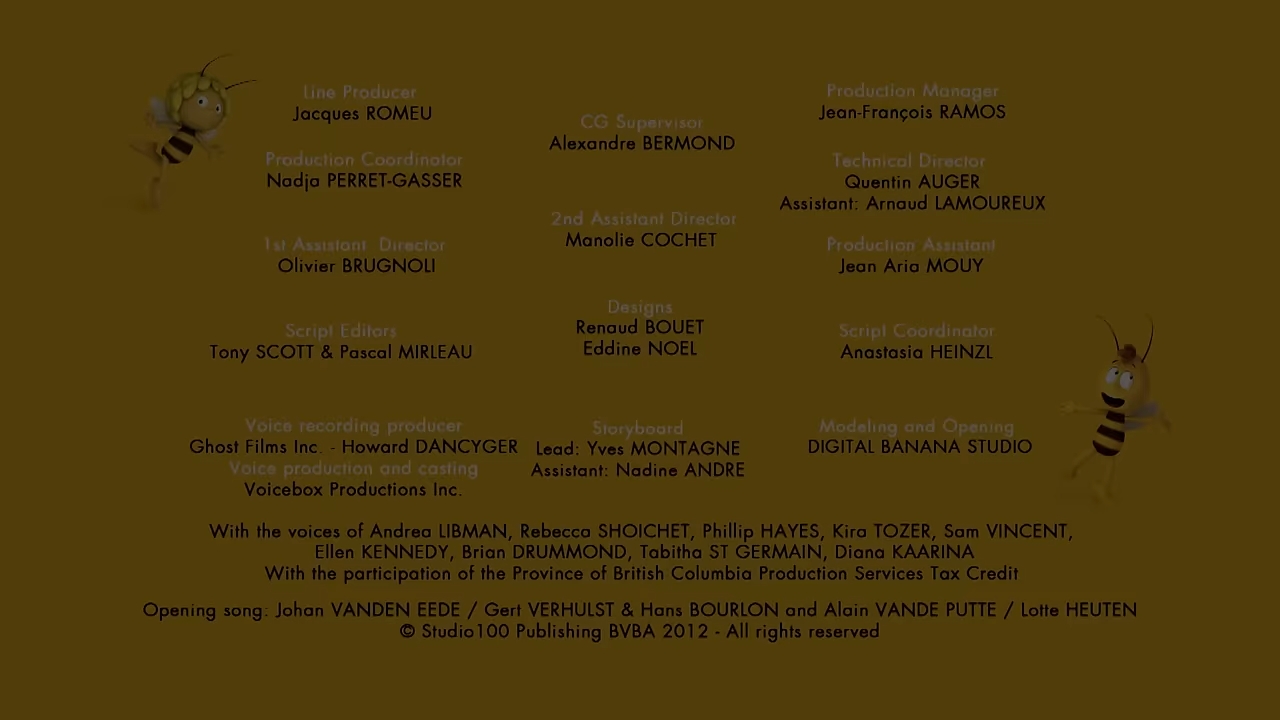 Line Producer
Jacques ROMEU
Production Coordinator
Nadja PERRET-GASSER
1st Assistant Director
Olivier BRUGNOLI
Script Editors
Tony SCOTT & Pascal MIRLEAU
Voice recording producer
Ghost Films Inc. - Howard DANCYGER
Voice production and casting
Voicebox Productions Inc.
CG Supervisor
Alexandre BERMOND
2nd Assistant Director
Manolie COCHET
Designs
Renaud BOUET
Eddine NOEL
Storyboard
Lead: Yves MONTAGNE
Assistant: Nadine ANDRE
Production Manager
Jean-François RAMOS
Technical Director
Quentin AUGER
Assistant: Arnaud LAMOUREUX
Production Assistant
Jean Aria MOUY
Script Coordinator
Anastasia HEINZL
Modeling and Opening
DIGITAL BANANA STUDIO
With the voices of Andrea LIBMAN, Rebecca SHOICHET, Phillip HAYES, Kira TOZER, Sam VINCENT,
Ellen KENNEDY, Brian DRUMMOND, Tabitha ST GERMAIN, Diana KAARINA
With the participation of the Province of British Columbia Production Services Tax Credit
Opening song: Johan VANDEN EEDE / Gert VERHULST & Hans BOURLON and Alain VANDE PUTTE / Lotte HEUTEN
© Studio100 Publishing BVBA 2012 - All rights reserved